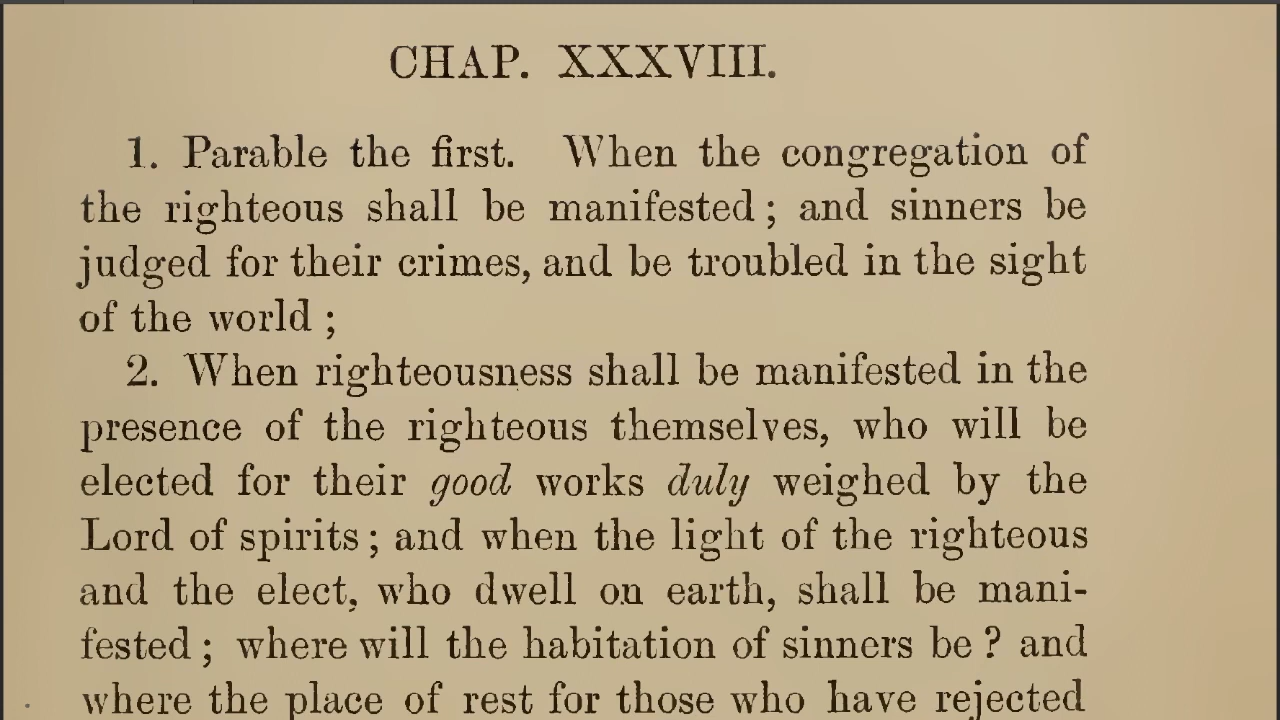 CHAP. XXXVIII.
1. Parable the first. When the congregation of
the righteous shall be manifested; and sinners be
judged for their crimes, and be troubled in the sight
of the world;
2. When righteousness shall be manifested in the
presence of the righteous themselves, who will be
elected for their good works duly weighed by the
Lord of spirits; and when the light of the righteous
and the elect, who dwell on earth, shall be mani-
fested; where will the habitation of sinners be? and
where the place of rest for those who have rejected